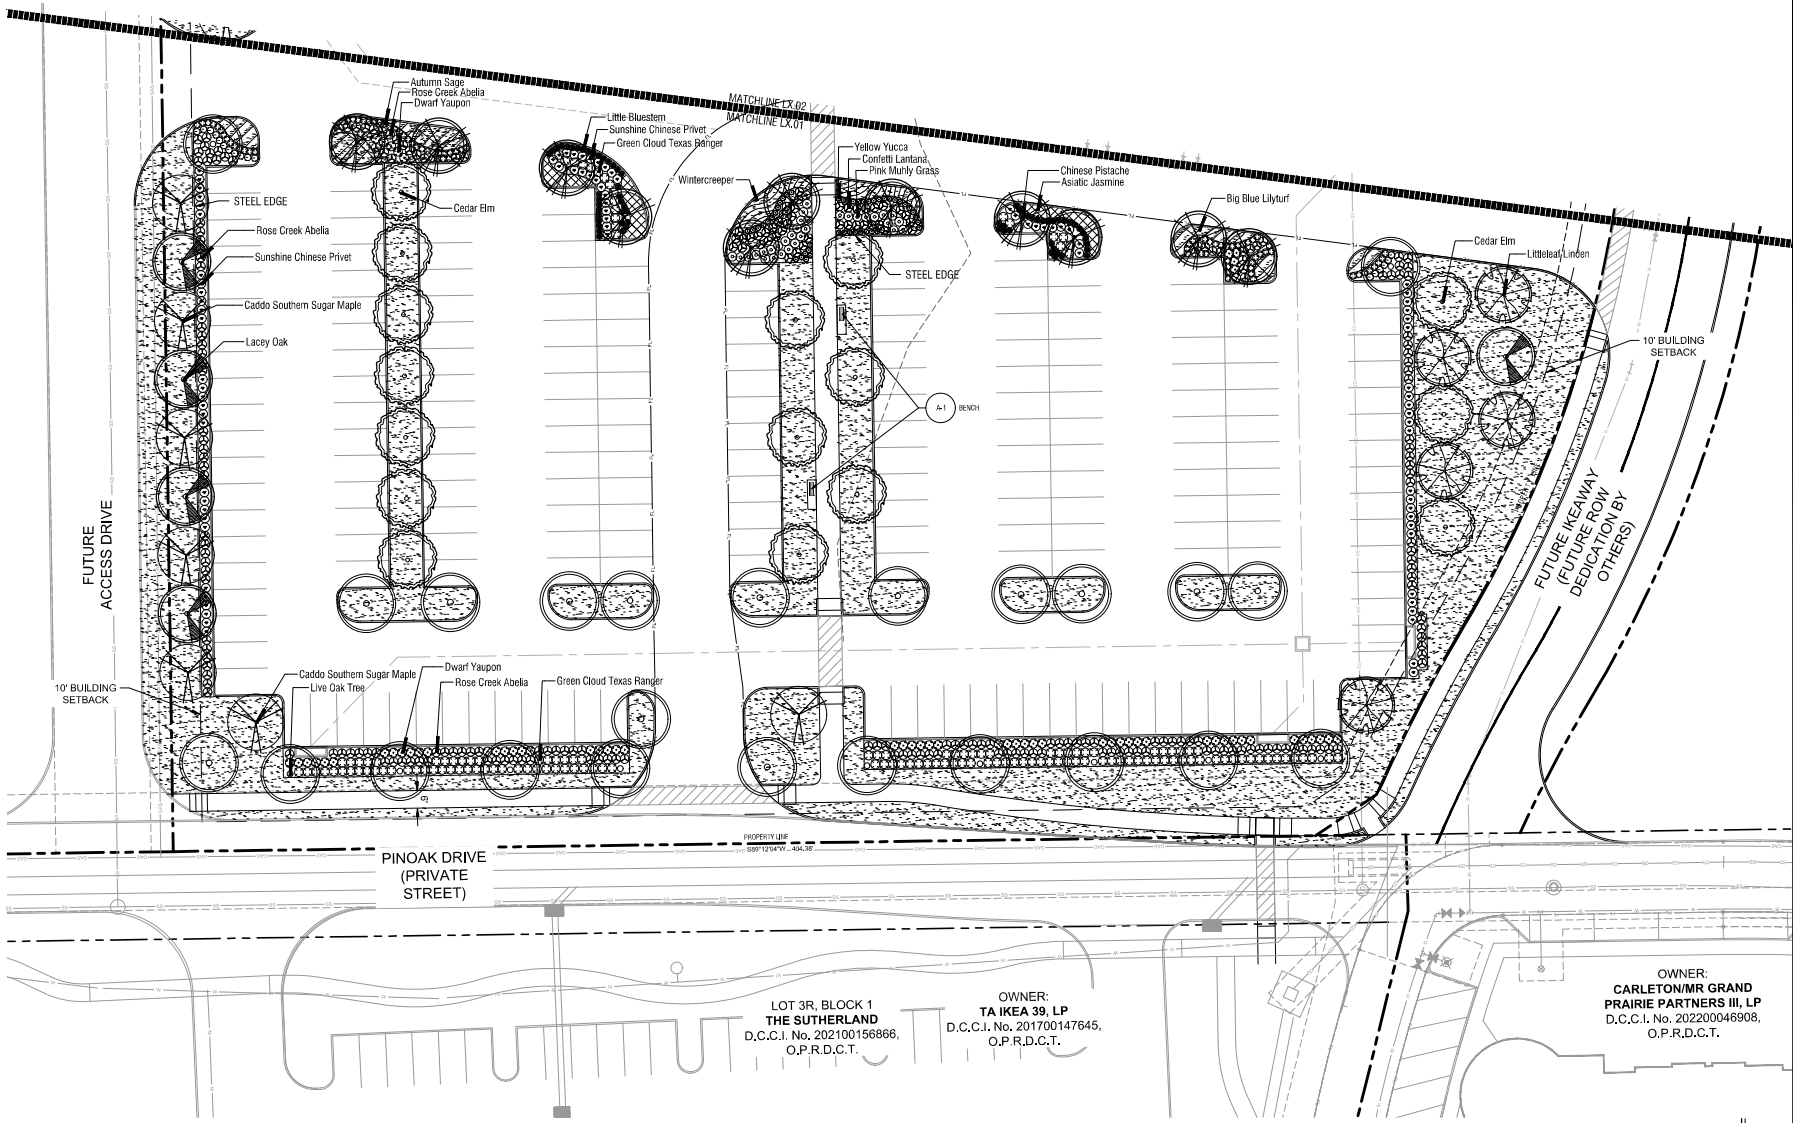 MATCHLINE LX.02
MATCHLINE LX.01
Autumn Sage
Rose Creek Abelia
Dwarf Yaupon
Little Bluestem
Sunshine Chinese Privet
Green Cloud Texas Ranger
Wintercreeper
Yellow Yucca
Confetti Lantana
Pink Muhly Grass
Chinese Pistache
Asiatic Jasmine
Big Blue Lilyturf
Cedar Elm
Littleleaf Linden
STEEL EDGE
Cedar Elm
Rose Creek Abelia
Sunshine Chinese Privet
STEEL EDGE
Caddo Southern Sugar Maple
Lacey Oak
10' BUILDING
SETBACK
A-1
BENCH
FUTURE
ACCESS DRIVE
FUTURE IKEAWAY
(FUTURE ROW
DEDICATION BY
OTHERS)
Caddo Southern Sugar Maple
Live Oak Tree
Dwarf Yaupon
Rose Creek Abelia
Green Cloud Texas Ranger
10' BUILDING
SETBACK
PROPERTY LINE
S89°12'04"W - 404.38'
PINOAK DRIVE
(PRIVATE
STREET)
LOT 3R, BLOCK 1
THE SUTHERLAND
D.C.C.I. No. 202100156866,
O.P.R.D.C.T.
OWNER:
TA IKEA 39, LP
D.C.C.I. No. 201700147645,
O.P.R.D.C.T.
OWNER:
CARLETON/MR GRAND
PRAIRIE PARTNERS III, LP
D.C.C.I. No. 202200046908,
O.P.R.D.C.T.